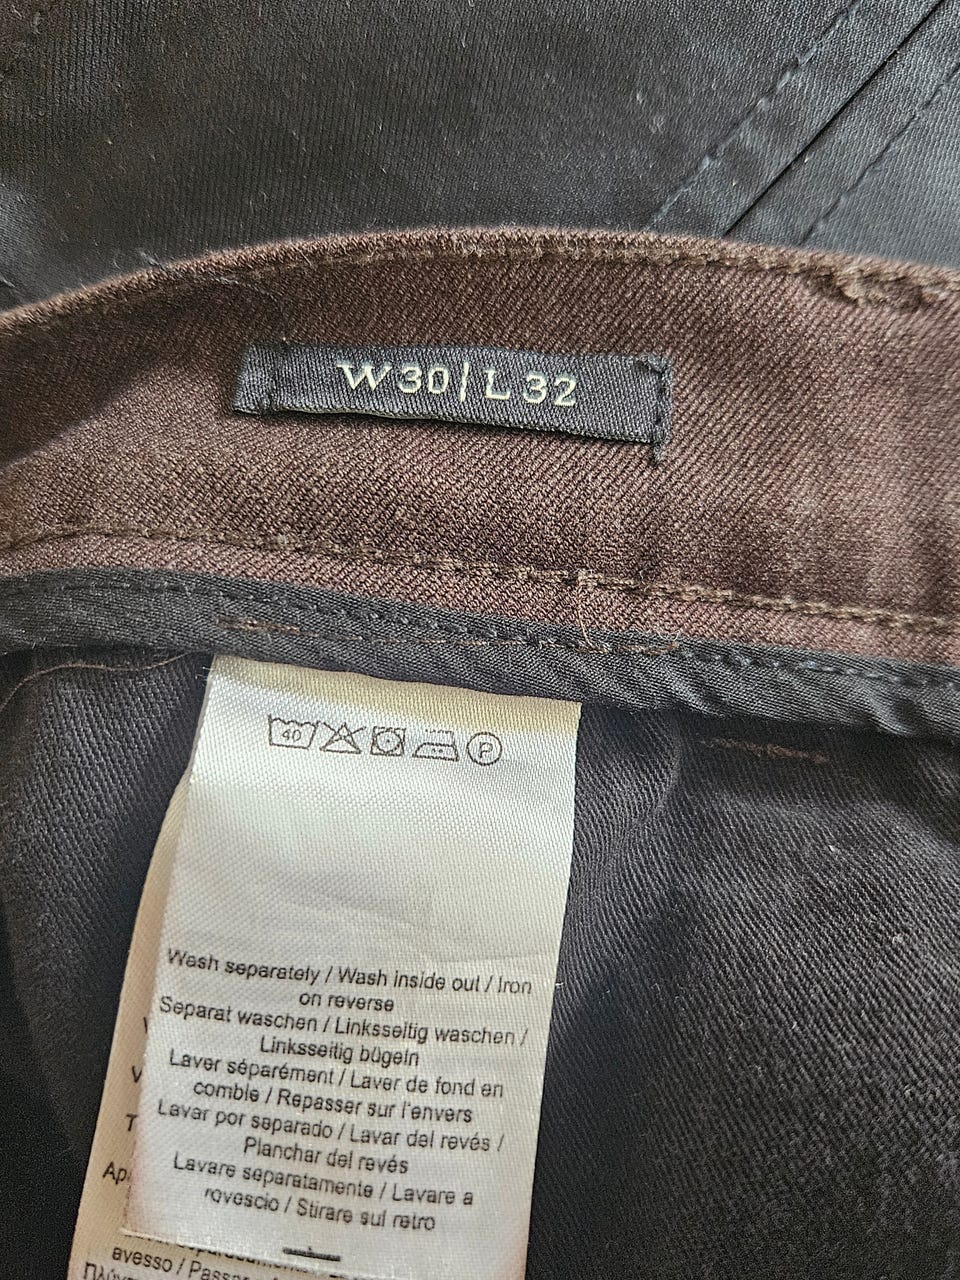 W30|L32
40 P
Wash separately / Wash inside out / Iron
on reverse
Separat waschen / Linksseitig waschen /
Linksseitig bügeln
Laver séparément / Laver de fond en
comble / Repasser sur l'envers
Lavar por separado / Lavar del revés /
Planchar del revés
Lavare separatamente / Lavare a
rovescio / Stirare sul retro
avesso /